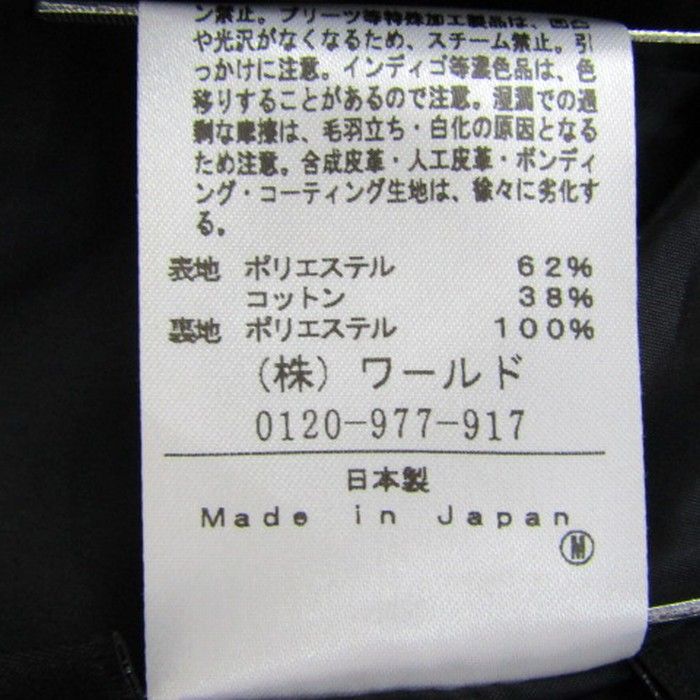 ン禁止。プリーツ等特殊加工製品は、凹凸
や光沢がなくなるため、スチーム禁止。引
っかけに注意。インディゴ等濃色品は、色
移りすることがあるので注意。湿潤での過
剰な摩擦は、毛羽立ち・白化の原因となる
ため注意。合成皮革・人工皮革・ボンディ
ング・コーティング生地は、徐々に劣化す
る。
表地 ポリエステル 62%
コットン 38%
裏地 ポリエステル 100%
(株) ワールド
0120-977-917
日本製
Made in Japan
M